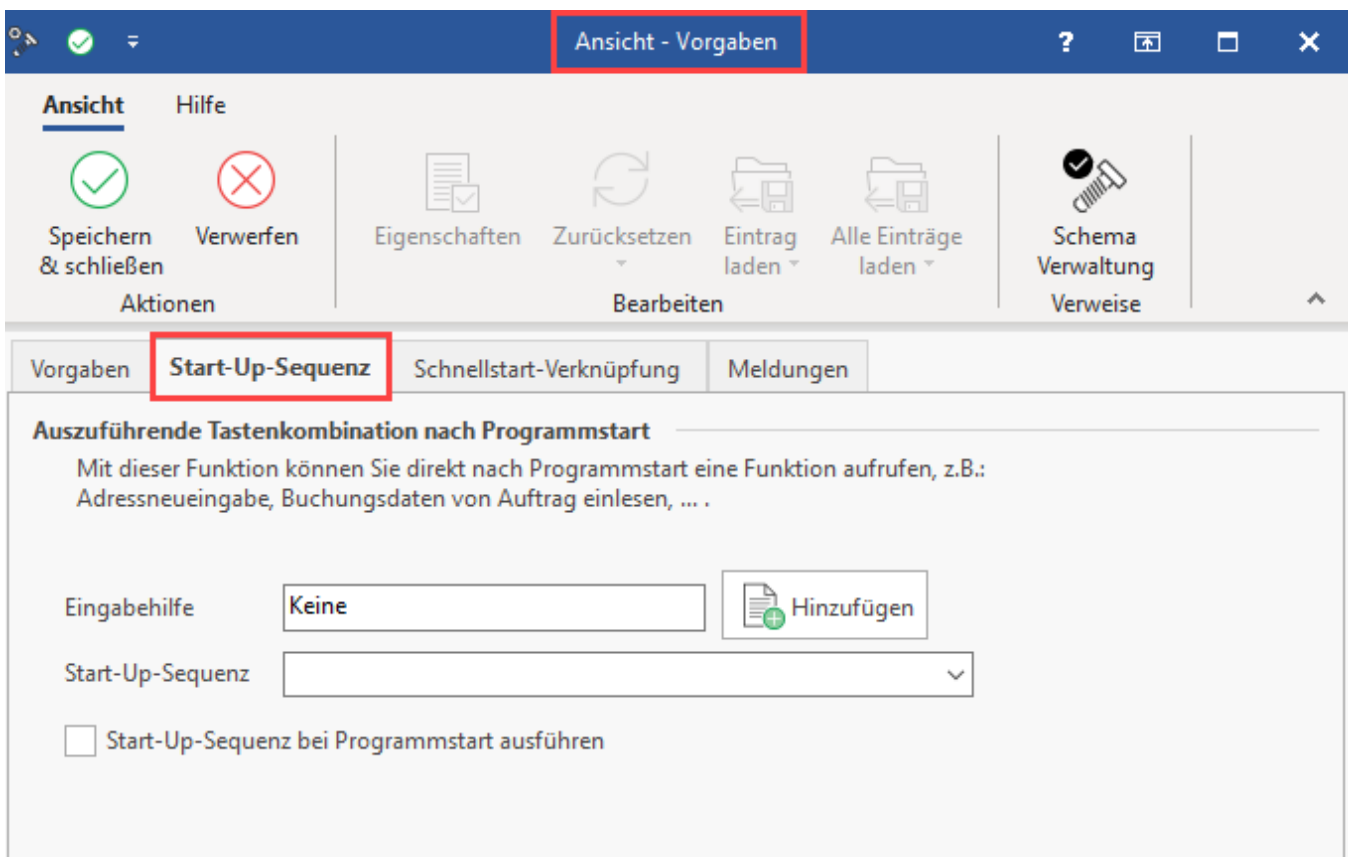 Ansicht - Vorgaben
?
Ansicht Hilfe
Speichern & schließen Verwerfen Eigenschaften Zurücksetzen Eintrag laden Alle Einträge laden Schema Verwaltung
Aktionen Bearbeiten Verweise
Vorgaben Start-Up-Sequenz Schnellstart-Verknüpfung Meldungen
Auszuführende Tastenkombination nach Programmstart
Mit dieser Funktion können Sie direkt nach Programmstart eine Funktion aufrufen, z.B.:
Adressneueingabe, Buchungsdaten von Auftrag einlesen, ... .
Eingabehilfe Keine Hinzufügen
Start-Up-Sequenz
Start-Up-Sequenz bei Programmstart ausführen